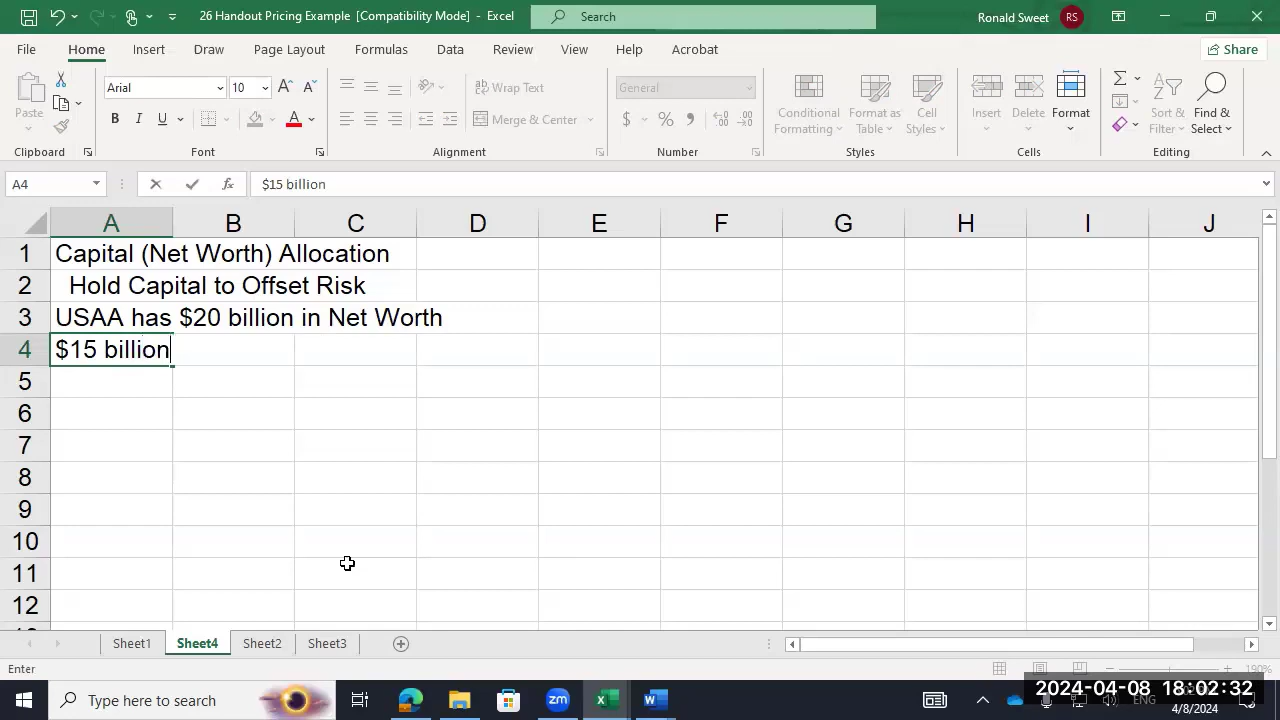 26 Handout Pricing Example [Compatibility Mode] - Excel
Search
Ronald Sweet RS
File Home Insert Draw Page Layout Formulas Data Review View Help Acrobat
Share
Paste
Clipboard
Arial 10
B I U
Font
Wrap Text
Merge & Center
Alignment
General
$ % ,
Number
Conditional Formatting
Format as Table
Cell Styles
Styles
Insert Delete Format
Cells
Sort & Filter
Find & Select
Editing
A4
fx
$15 billion
A B C D E F G H I J
1 Capital (Net Worth) Allocation
2 Hold Capital to Offset Risk
3 USAA has $20 billion in Net Worth
4 $15 billion
5
6
7
8
9
10
11
12
Sheet1 Sheet4 Sheet2 Sheet3
Enter
190%
Type here to search
zm
ENG
2024-04-08 18:02:32
4/8/2024